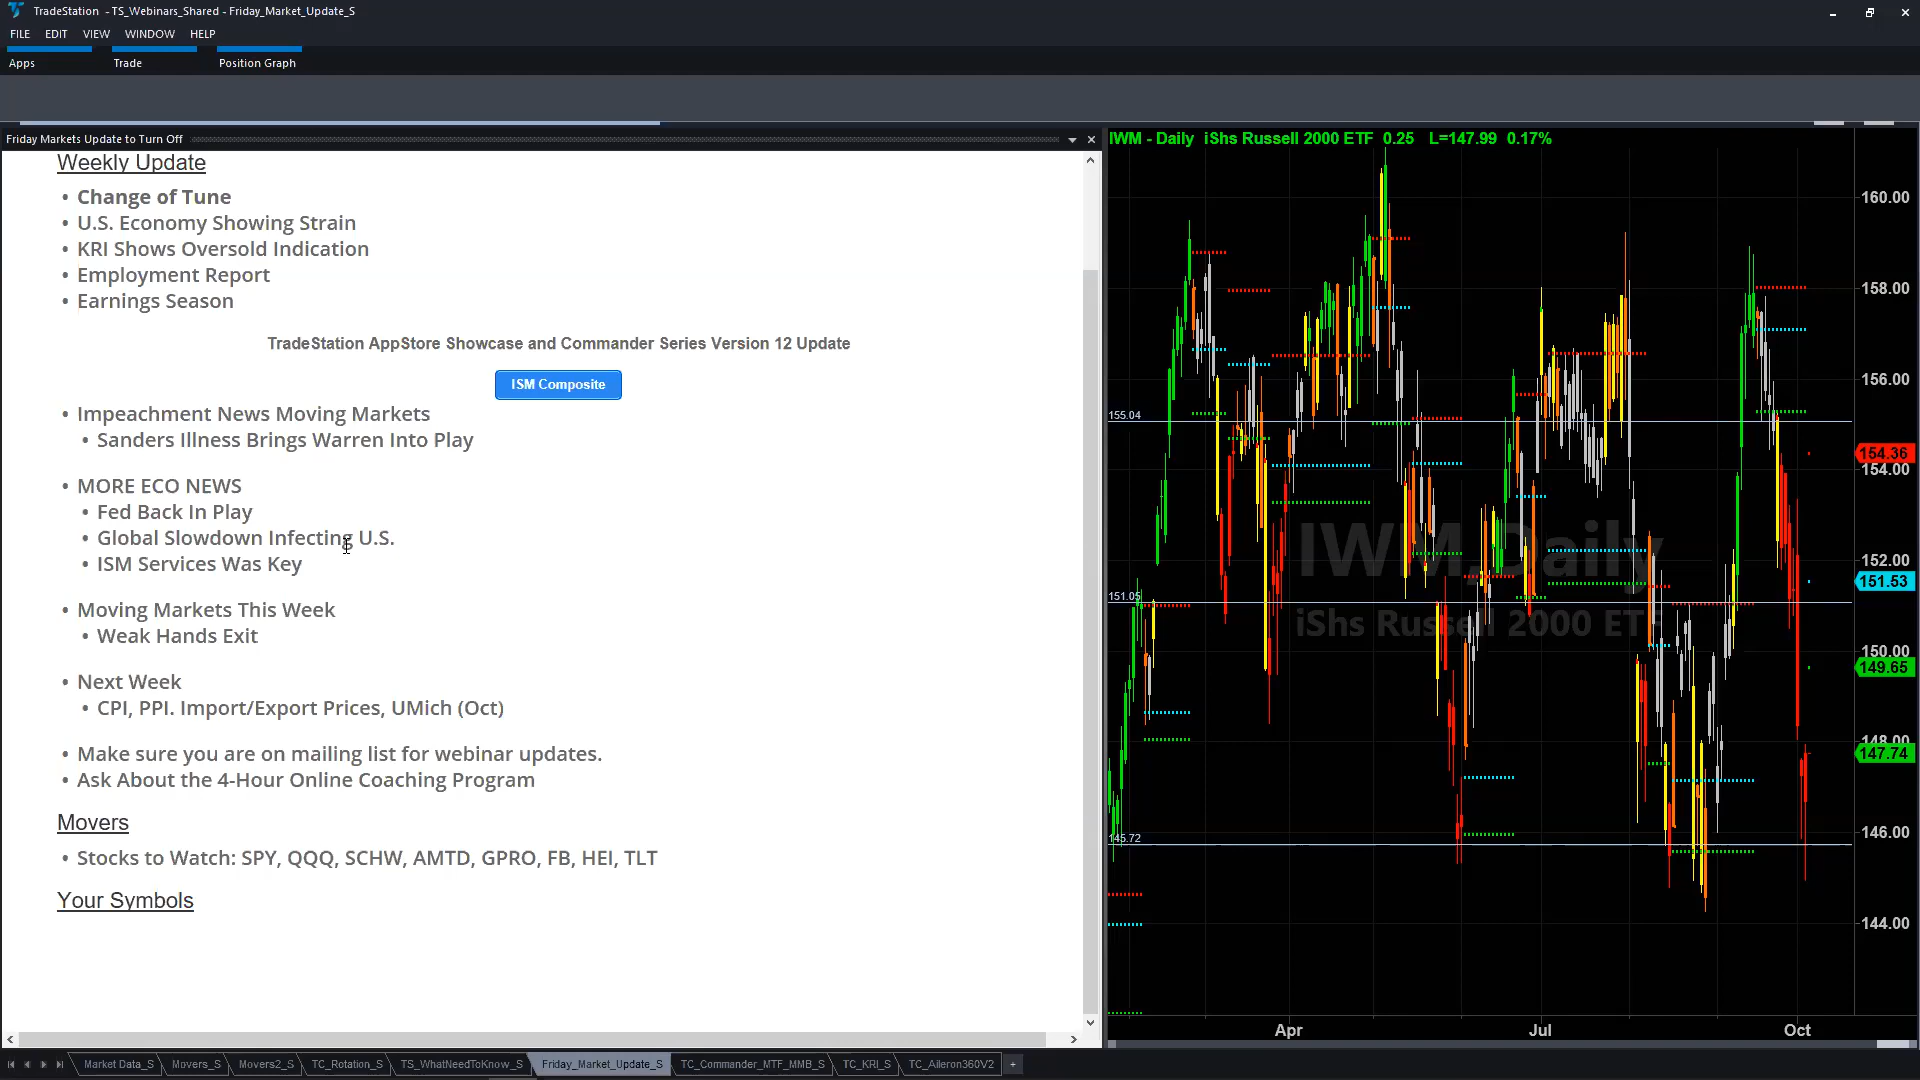 TradeStation - TS_Webinars_Shared - Friday_Market_Update_S
FILE EDIT VIEW WINDOW HELP
Apps Trade Position Graph
Friday Markets Update to Turn Off
Weekly Update
• Change of Tune
• U.S. Economy Showing Strain
• KRI Shows Oversold Indication
• Employment Report
• Earnings Season
TradeStation AppStore Showcase and Commander Series Version 12 Update
ISM Composite
• Impeachment News Moving Markets
• Sanders Illness Brings Warren Into Play
• MORE ECO NEWS
• Fed Back In Play
• Global Slowdown Infecting U.S.
• ISM Services Was Key
• Moving Markets This Week
• Weak Hands Exit
• Next Week
• CPI, PPI. Import/Export Prices, UMich (Oct)
• Make sure you are on mailing list for webinar updates.
• Ask About the 4-Hour Online Coaching Program
Movers
• Stocks to Watch: SPY, QQQ, SCHW, AMTD, GPRO, FB, HEI, TLT
Your Symbols
IWM - Daily iShs Russell 2000 ETF 0.25 L=147.99 0.17%
160.00
158.00
156.00
155.04
154.36
154.00
IWM,Daily
152.00
151.53
151.05
iShs Russell 2000 ETF
150.00
149.65
148.00
147.74
146.00
145.72
144.00
Apr Jul Oct
Market Data_S Movers_S Movers2_S TC_Rotation_S TS_WhatNeedToKnow_S Friday_Market_Update_S TC_Commander_MTF_MMB_S TC_KRI_S TC_Aileron360V2 +